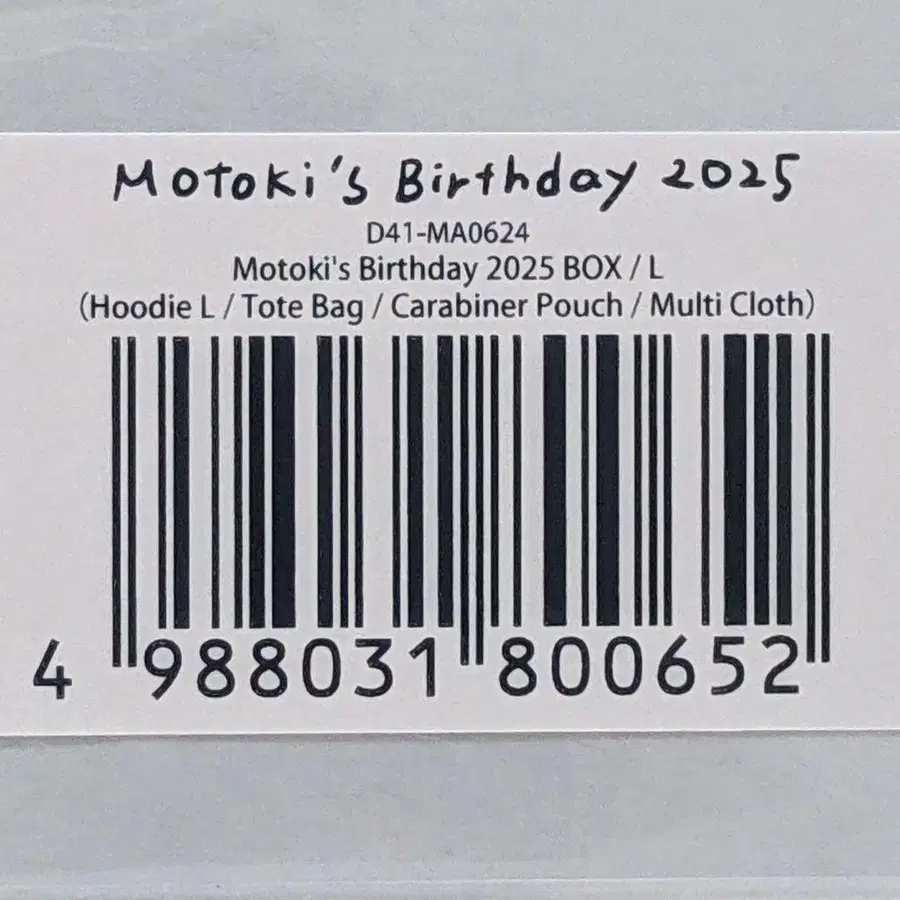 Motoki's Birthday 2025
D41-MA0624
Motoki's Birthday 2025 BOX / L
(Hoodie L / Tote Bag / Carabiner Pouch / Multi Cloth)
4 988031 800652